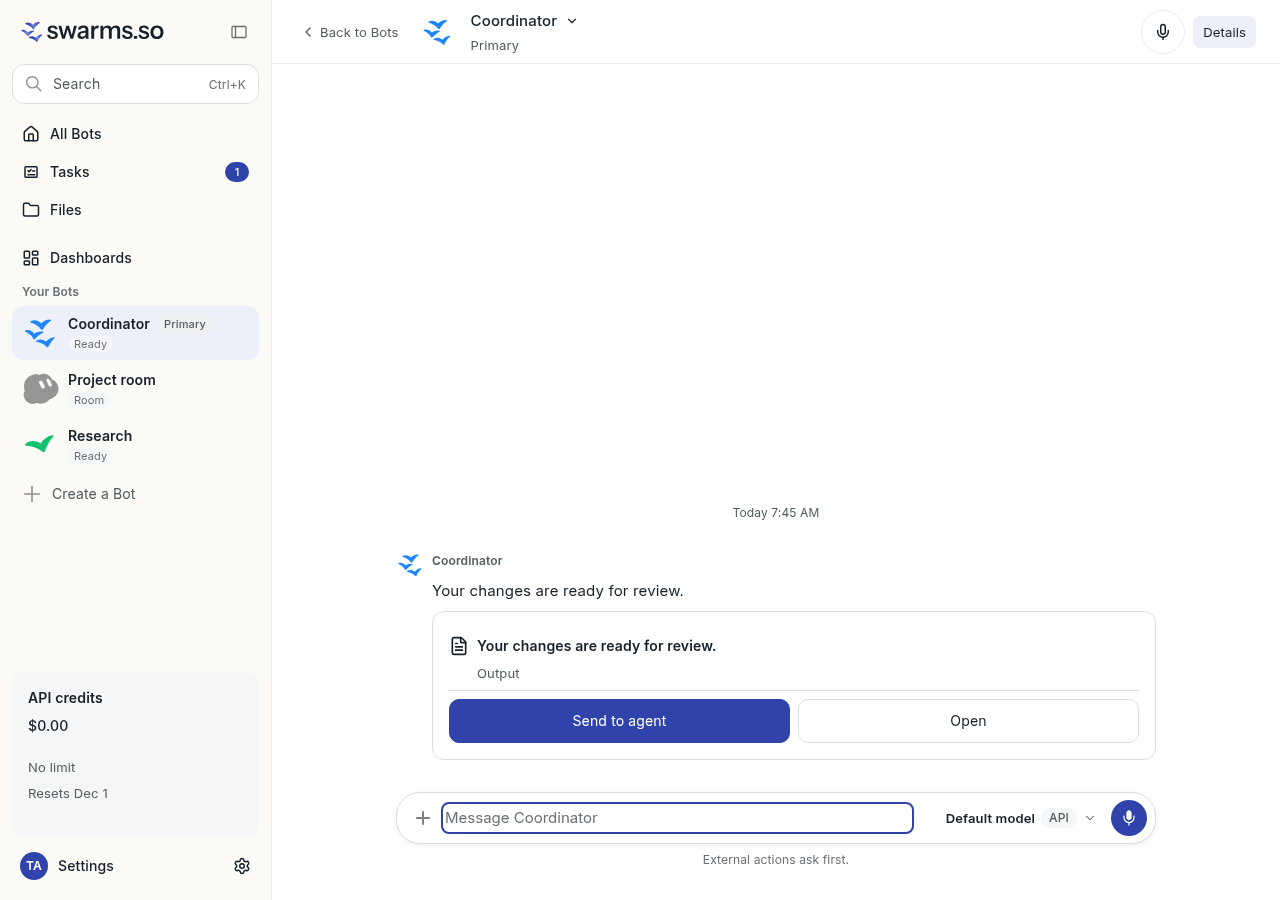 swarms.so
Search Ctrl+K
All Bots
Tasks 1
Files
Dashboards
Your Bots
Coordinator Primary
Ready
Project room
Room
Research
Ready
Create a Bot
API credits
$0.00
No limit
Resets Dec 1
TA Settings
Back to Bots
Coordinator
Primary
Details
Today 7:45 AM
Coordinator
Your changes are ready for review.
Your changes are ready for review.
Output
Send to agent Open
Message Coordinator Default model API
External actions ask first.